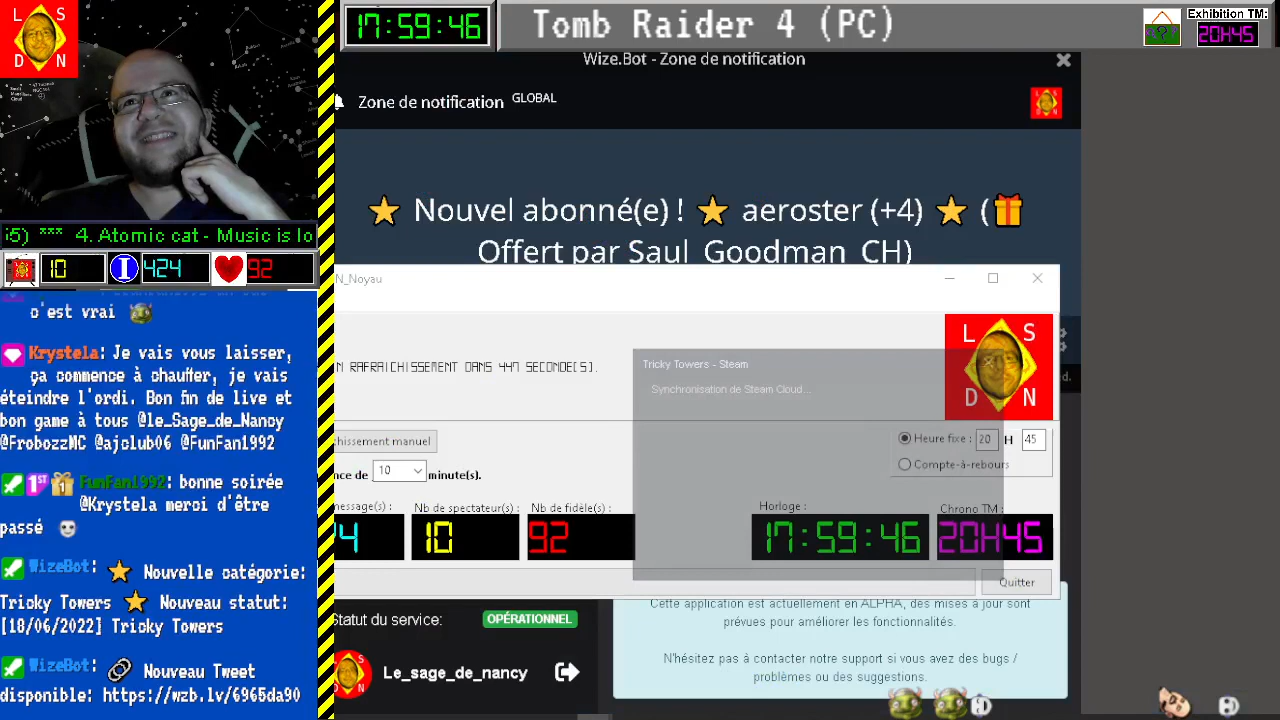 L S
D N
17:59:46
Tomb Raider 4 (PC)
Exhibition TM:
20H45
Wize.Bot - Zone de notification
Zone de notification GLOBAL
Nouvel abonné(e) ! aeroster (+4) (
Offert par Saul_Goodman_CH)
*** 4. Atomic cat - Music is lo
10 424 92
c'est vrai
Krystela: Je vais vous laisser,
ça commence à chauffer, je vais
éteindre l'ordi. Bon fin de live et
bon game à tous @le_Sage_de_Nancy
@FrobozzMC @ajclub06 @FunFan1992
FunFan1992: bonne soirée
@Krystela merci d'être
passé
WizeBot: Nouvelle catégorie:
Tricky Towers Nouveau statut:
[18/06/2022] Tricky Towers
WizeBot: Nouveau Tweet
disponible: https://wzb.lv/6965da90
N_Noyau
N RAFRAICHISSEMENT DANS 447 SECONDE(S).
Tricky Towers - Steam
Synchronisation de Steam Cloud...
L S
D N
d.
chissement manuel
Heure fixe : 20 H 45
Compte-à-rebours
nce de 10 minute(s).
message(s) : Nb de spectateur(s) : Nb de fidèle(s) :
Horloge : Chrono TM :
4 10 92 17:59:46 20H45
Quitter
Statut du service: OPÉRATIONNEL
Le_sage_de_nancy
Cette application est actuellement en ALPHA, des mises à jour sont
prévues pour améliorer les fonctionnalités.
N'hésitez pas à contacter notre support si vous avez des bugs /
problèmes ou des suggestions.